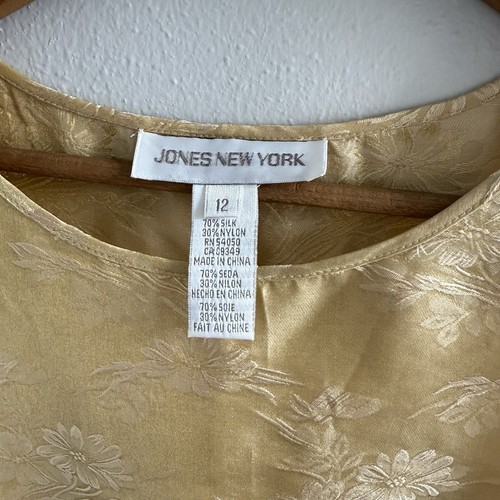 JONES NEW YORK
12
70% SILK
30% NYLON
RN 54050
CA 39349
MADE IN CHINA
70% SEDA
30% NILON
HECHO EN CHINA
70% SOIE
30% NYLON
FAIT AU CHINE